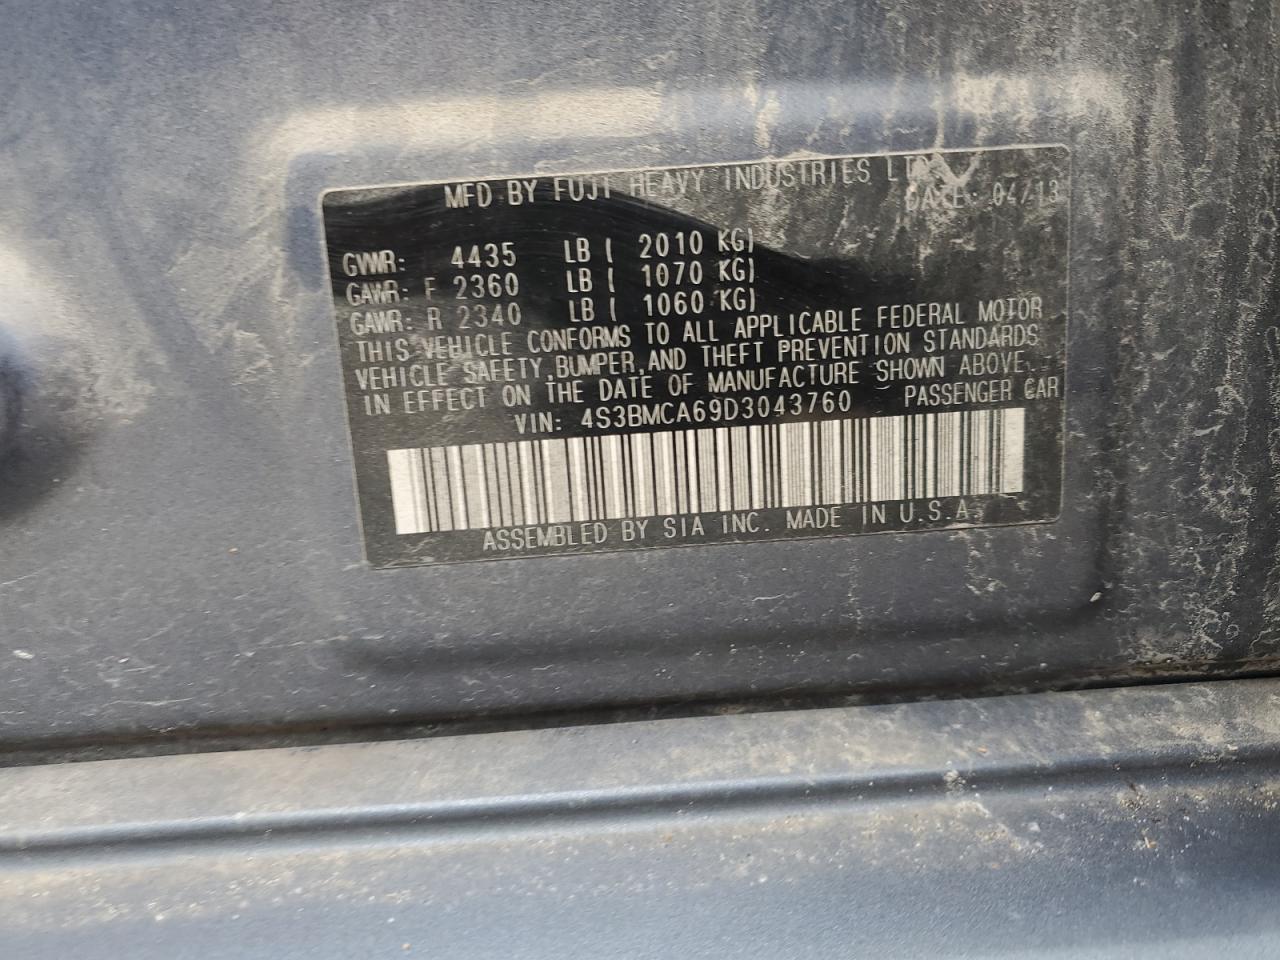 MFD BY FUJI HEAVY INDUSTRIES LTD.
DATE: 04/13
GVWR: 4435 LB ( 2010 KG)
GAWR: F 2360 LB ( 1070 KG)
GAWR: R 2340 LB ( 1060 KG)
THIS VEHICLE CONFORMS TO ALL APPLICABLE FEDERAL MOTOR
VEHICLE SAFETY,BUMPER,AND THEFT PREVENTION STANDARDS
IN EFFECT ON THE DATE OF MANUFACTURE SHOWN ABOVE.
VIN: 4S3BMCA69D3043760 PASSENGER CAR
ASSEMBLED BY SIA INC. MADE IN U.S.A.